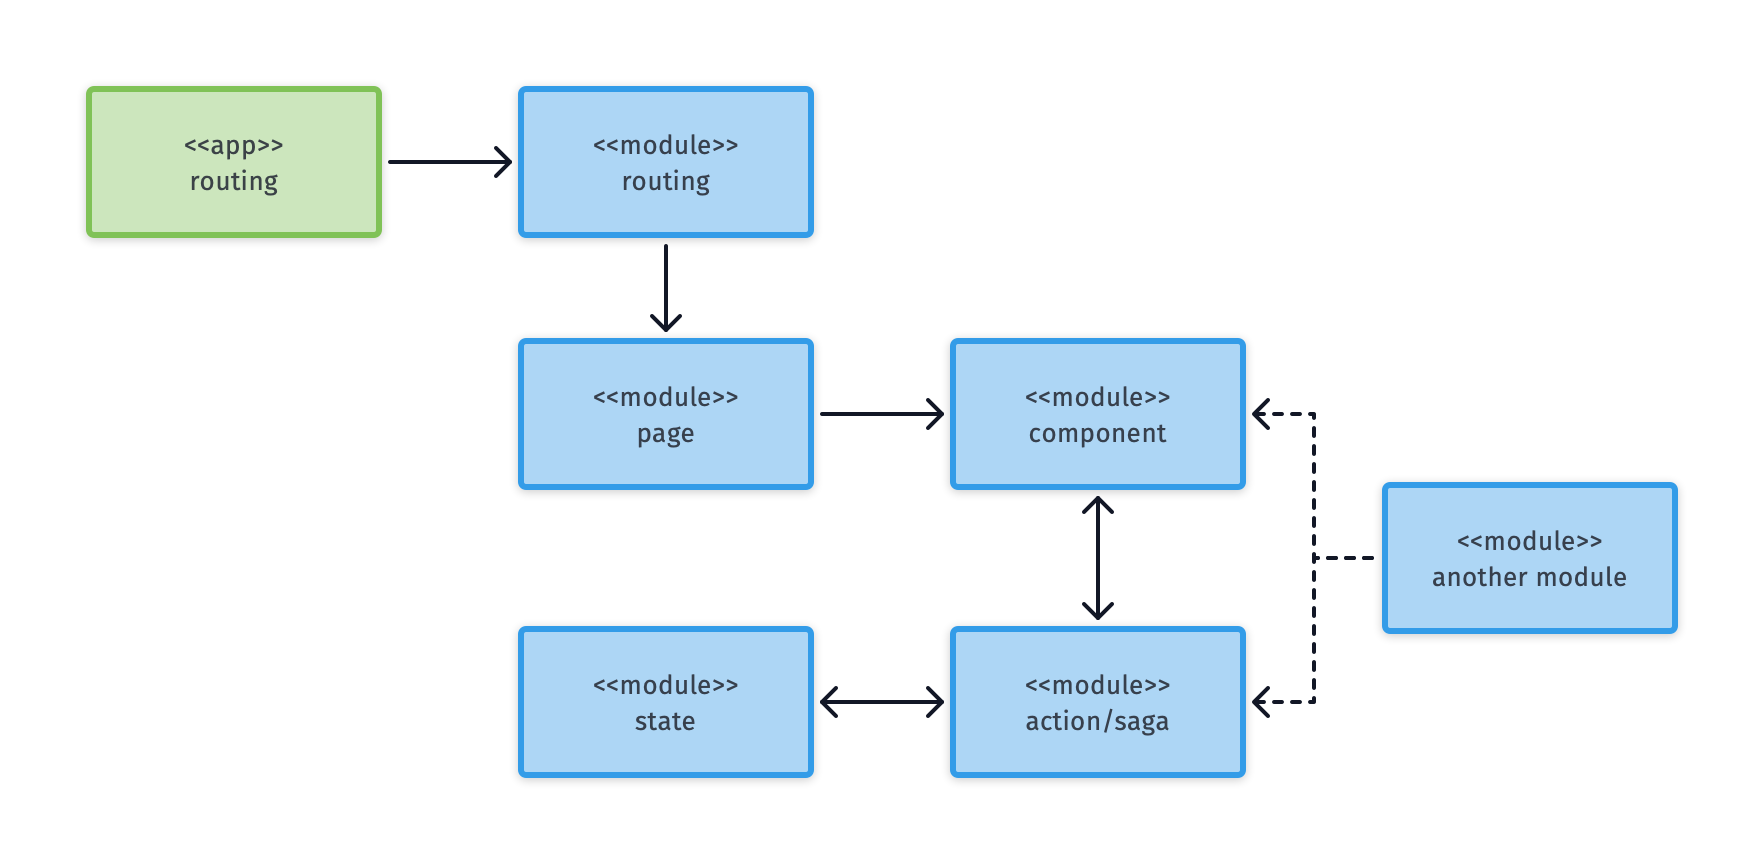 <<app>>
routing
<<module>>
routing
<<module>>
page
<<module>>
component
<<module>>
another module
<<module>>
state
<<module>>
action/saga